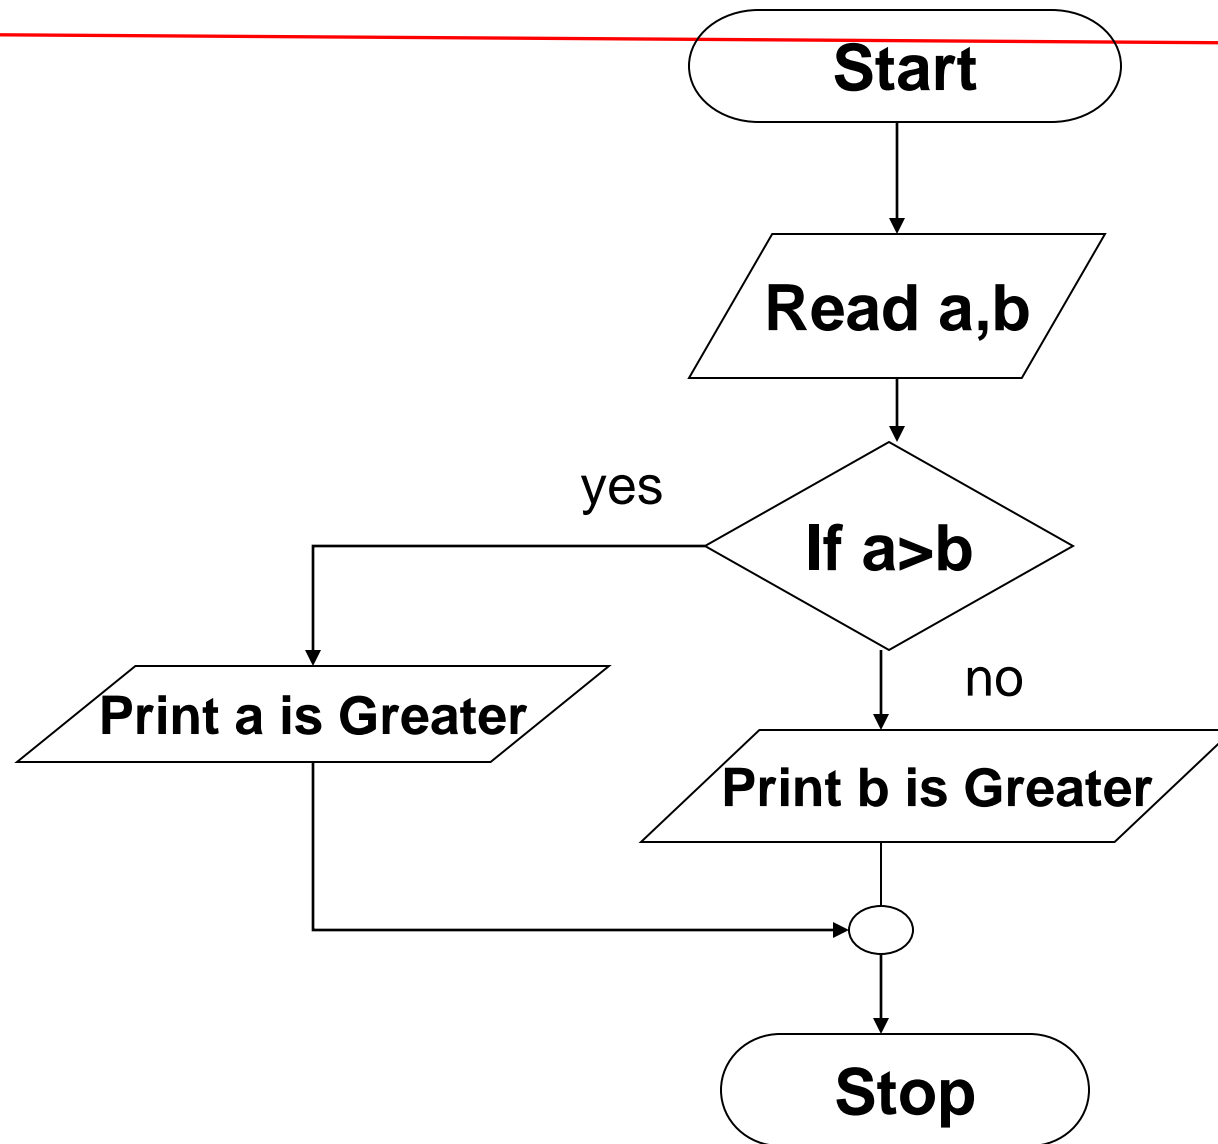 Start
Read a,b
yes
If a>b
no
Print a is Greater
Print b is Greater
Stop